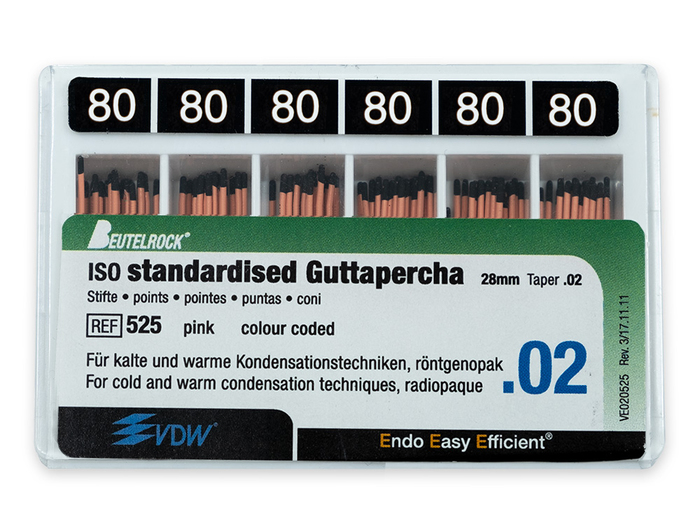 80 80 80 80 80 80
BEUTELROCK®
ISO standardised Guttapercha 28mm Taper .02
Stifte • points • pointes • puntas • coni
REF 525 pink colour coded
Für kalte und warme Kondensationstechniken, röntgenopak
For cold and warm condensation techniques, radiopaque
.02
VE020525 Rev. 3/17.11.11
VDW®
Endo Easy Efficient®